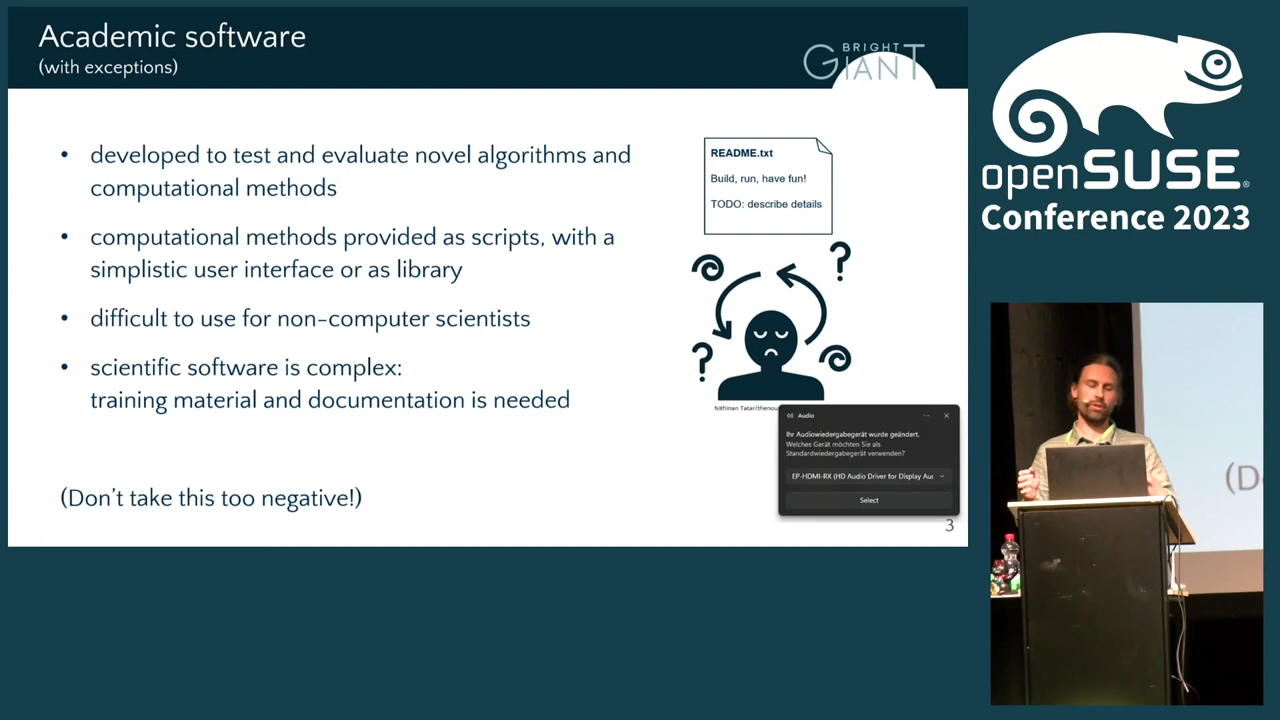 Academic software
(with exceptions)
BRIGHT
GIANT
• developed to test and evaluate novel algorithms and
computational methods
• computational methods provided as scripts, with a
simplistic user interface or as library
• difficult to use for non-computer scientists
• scientific software is complex:
training material and documentation is needed
(Don't take this too negative!)
README.txt
Build, run, have fun!
TODO: describe details
?
?
Nithinan Tatar/thenou
Audio
Ihr Audiowiedergabegerät wurde geändert.
Welches Gerät möchten Sie als
Standardwiedergabegerät verwenden?
EP-HDMI-RX (HD Audio Driver for Display Au
Select
3
openSUSE®
Conference 2023
(D